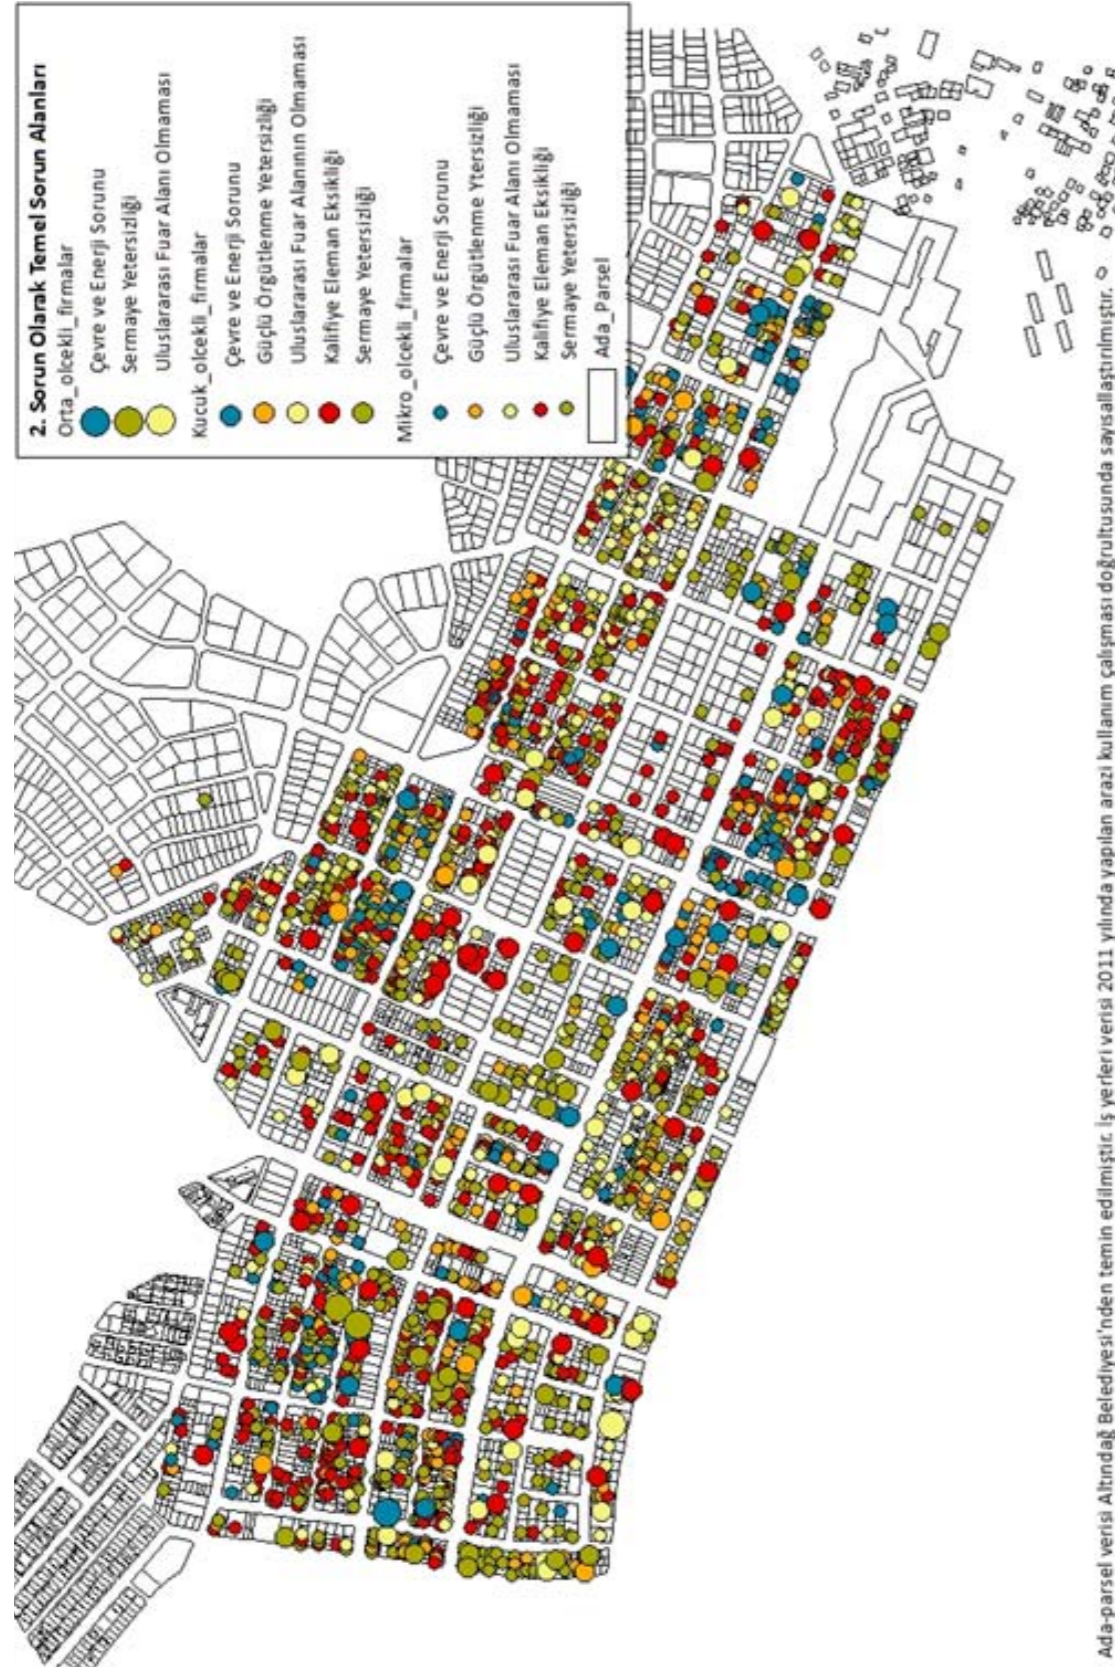 2. Sorun Olarak Temel Sorun Alanları
Orta_olcekli_firmalar
Çevre ve Enerji Sorunu
Sermaye Yetersizliği
Uluslararası Fuar Alanı Olmaması
Kucuk_olcekli_firmalar
Çevre ve Enerji Sorunu
Güçlü Örgütlenme Yetersizliği
Uluslararası Fuar Alanının Olmaması
Kalifiye Eleman Eksikliği
Sermaye Yetersizliği
Mikro_olcekli_firmalar
Çevre ve Enerji Sorunu
Güçlü Örgütlenme Ytersizliği
Uluslararası Fuar Alanı Olmaması
Kalifiye Eleman Eksikliği
Sermaye Yetersizliği
Ada_Parsel
Ada-parsel verisi Altındağ Belediyesi'nden temin edilmiştir. İş yerleri verisi 2011 yılında yapılan arazi kullanım çalışması doğrultusunda sayısallaştırılmıştır.